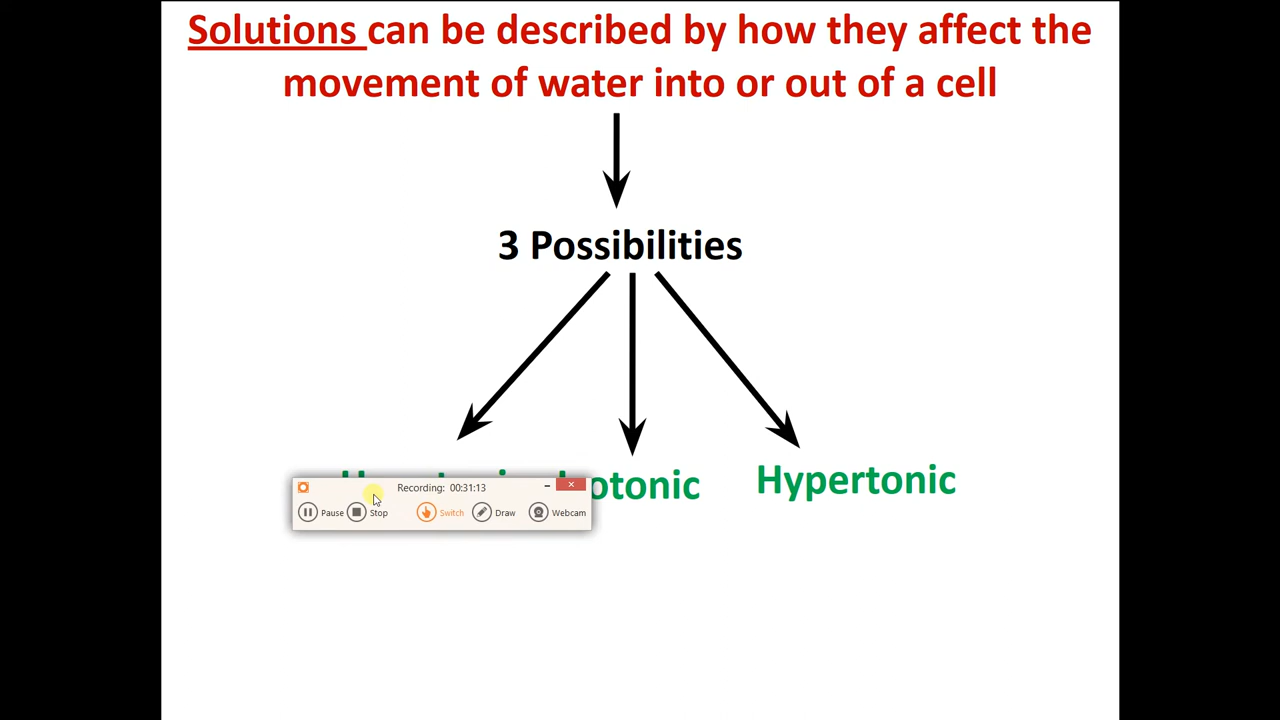 Solutions can be described by how they affect the
movement of water into or out of a cell
3 Possibilities
Hypertonic
Recording: 00:31:13
Pause Stop Switch Draw Webcam